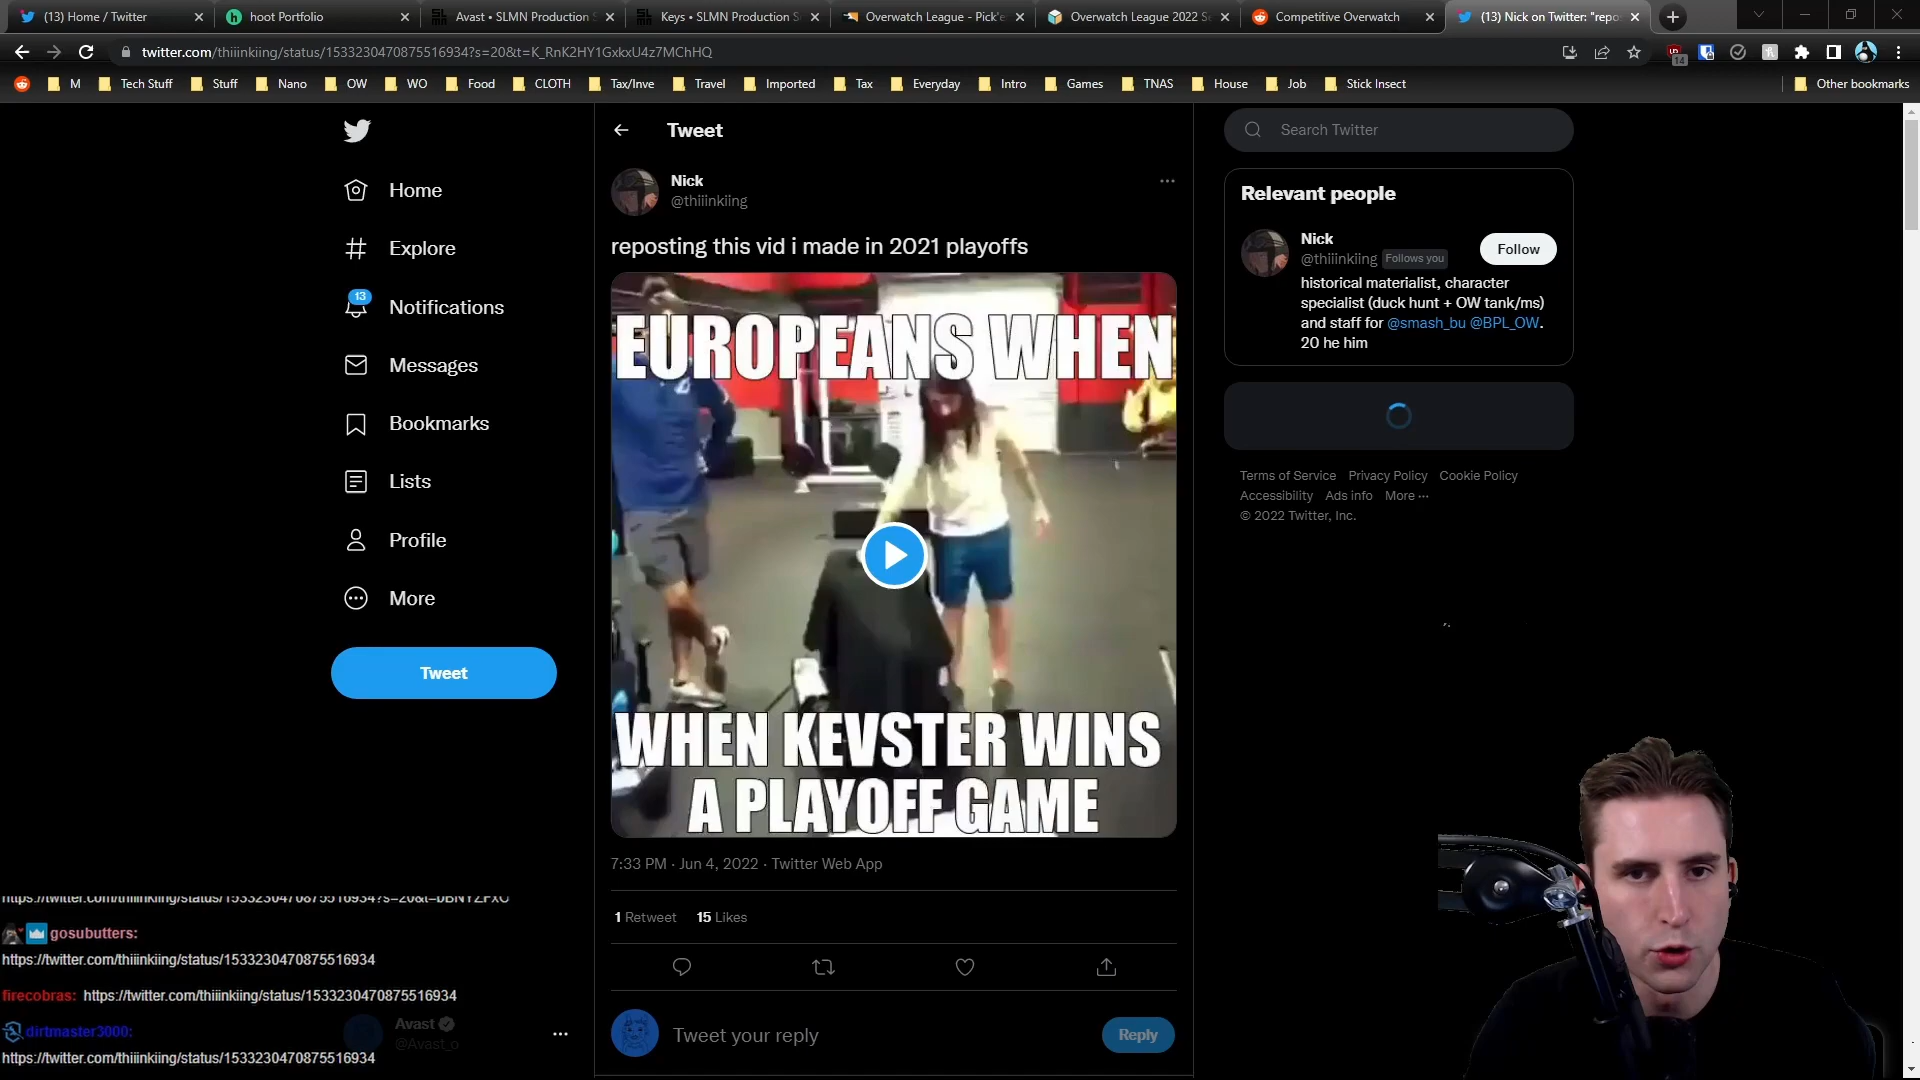 (13) Home / Twitter
hoot Portfolio
Avast • SLMN Production S
Keys • SLMN Production S
Overwatch League - Pick'e
Overwatch League 2022 S
Competitive Overwatch
(13) Nick on Twitter: "repo
twitter.com/thiiinkiing/status/1533230470875516934?s=20&t=K_RnK2HY1GxkxU4z7MChHQ
14
M
Tech Stuff
Stuff
Nano
OW
WO
Food
CLOTH
Tax/Inve
Travel
Imported
Tax
Everyday
Intro
Games
TNAS
House
Job
Stick Insect
Other bookmarks
Home
Explore
13
Notifications
Messages
Bookmarks
Lists
Profile
More
Tweet
Tweet
Nick
@thiiinkiing
reposting this vid i made in 2021 playoffs
EUROPEANS WHEN
WHEN KEVSTER WINS
A PLAYOFF GAME
7:33 PM · Jun 4, 2022 · Twitter Web App
1 Retweet 15 Likes
Tweet your reply
Reply
Search Twitter
Relevant people
Nick
@thiiinkiing Follows you
Follow
historical materialist, character
specialist (duck hunt + OW tank/ms)
and staff for @smash_bu @BPL_OW.
20 he him
Terms of Service Privacy Policy Cookie Policy
Accessibility Ads info More ···
© 2022 Twitter, Inc.
gosubutters:
https://twitter.com/thiiinkiing/status/1533230470875516934
firecobras: https://twitter.com/thiiinkiing/status/1533230470875516934
dirtmaster3000:
https://twitter.com/thiiinkiing/status/1533230470875516934
Avast
@Avast_o